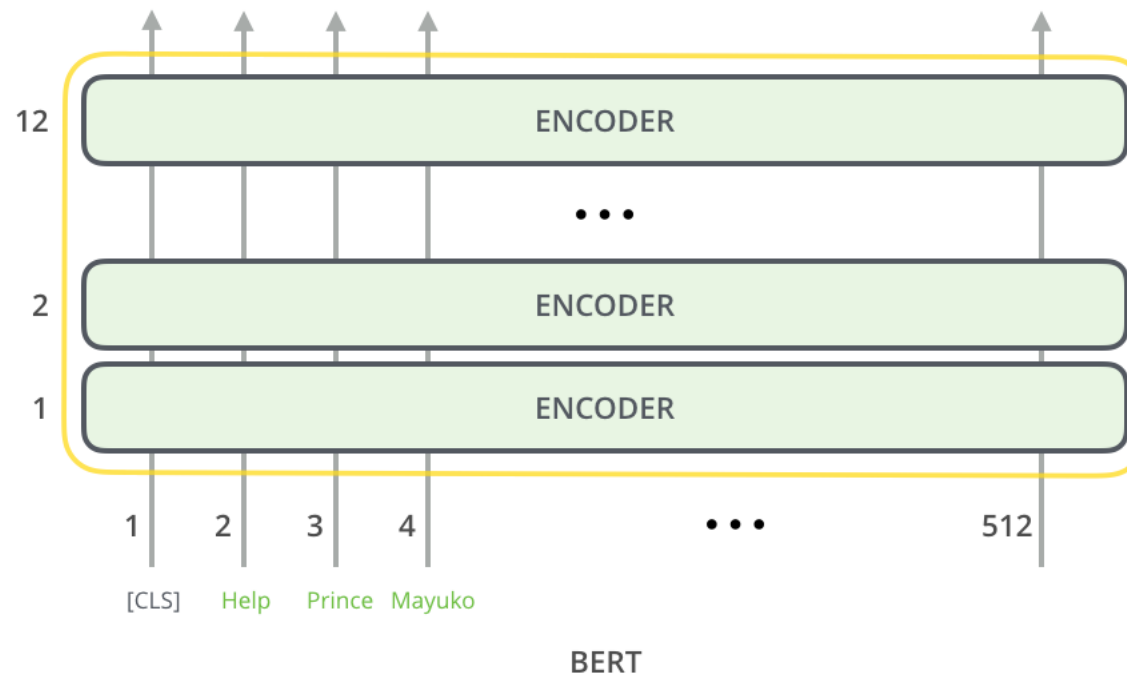 12 ENCODER
• • •
2 ENCODER
1 ENCODER
1 2 3 4 • • • 512
[CLS] Help Prince Mayuko
BERT